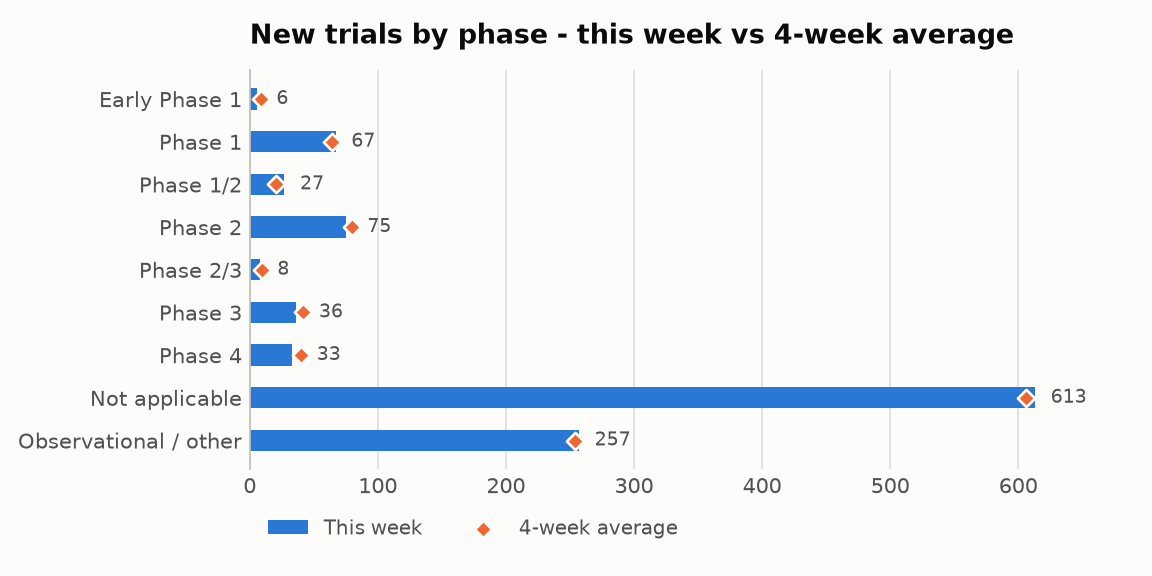 New trials by phase - this week vs 4-week average
Early Phase 1 6
Phase 1 67
Phase 1/2 27
Phase 2 75
Phase 2/3 8
Phase 3 36
Phase 4 33
Not applicable 613
Observational / other 257
0 100 200 300 400 500 600
This week 4-week average